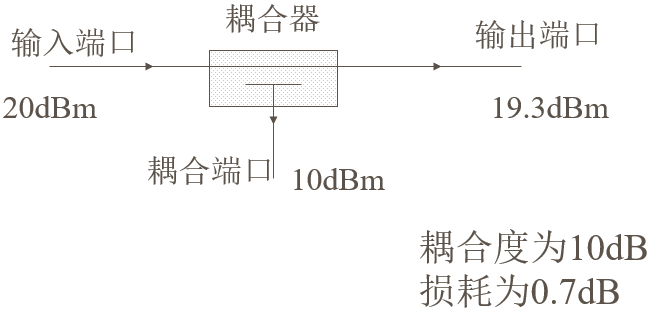 耦合器
输入端口
输出端口
20dBm
19.3dBm
耦合端口
10dBm
耦合度为10dB
损耗为0.7dB